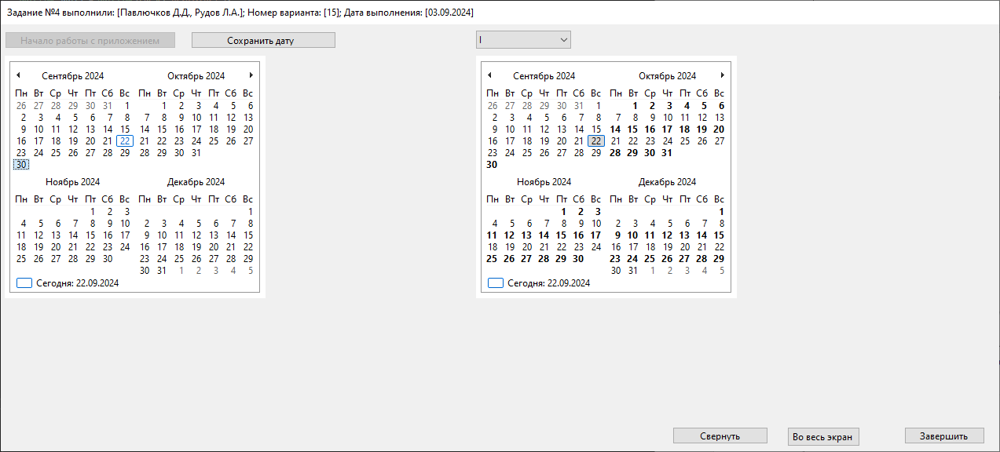 Задание №4 выполнили: [Павлючков Д.Д., Рудов Л.А.]; Номер варианта: [15]; Дата выполнения: [03.09.2024]
Начало работы с приложением Сохранить дату I
Сентябрь 2024 Октябрь 2024
Пн Вт Ср Чт Пт Сб Вс Пн Вт Ср Чт Пт Сб Вс
26 27 28 29 30 31 1 1 2 3 4 5 6
2 3 4 5 6 7 8 7 8 9 10 11 12 13
9 10 11 12 13 14 15 14 15 16 17 18 19 20
16 17 18 19 20 21 22 21 22 23 24 25 26 27
23 24 25 26 27 28 29 28 29 30 31
30
Ноябрь 2024 Декабрь 2024
Пн Вт Ср Чт Пт Сб Вс Пн Вт Ср Чт Пт Сб Вс
1 2 3 1
4 5 6 7 8 9 10 2 3 4 5 6 7 8
11 12 13 14 15 16 17 9 10 11 12 13 14 15
18 19 20 21 22 23 24 16 17 18 19 20 21 22
25 26 27 28 29 30 23 24 25 26 27 28 29
30 31 1 2 3 4 5
Сегодня: 22.09.2024
Сентябрь 2024 Октябрь 2024
Пн Вт Ср Чт Пт Сб Вс Пн Вт Ср Чт Пт Сб Вс
26 27 28 29 30 31 1 1 2 3 4 5 6
2 3 4 5 6 7 8 7 8 9 10 11 12 13
9 10 11 12 13 14 15 14 15 16 17 18 19 20
16 17 18 19 20 21 22 21 22 23 24 25 26 27
23 24 25 26 27 28 29 28 29 30 31
30
Ноябрь 2024 Декабрь 2024
Пн Вт Ср Чт Пт Сб Вс Пн Вт Ср Чт Пт Сб Вс
1 2 3 1
4 5 6 7 8 9 10 2 3 4 5 6 7 8
11 12 13 14 15 16 17 9 10 11 12 13 14 15
18 19 20 21 22 23 24 16 17 18 19 20 21 22
25 26 27 28 29 30 23 24 25 26 27 28 29
30 31 1 2 3 4 5
Сегодня: 22.09.2024
Свернуть Во весь экран Завершить